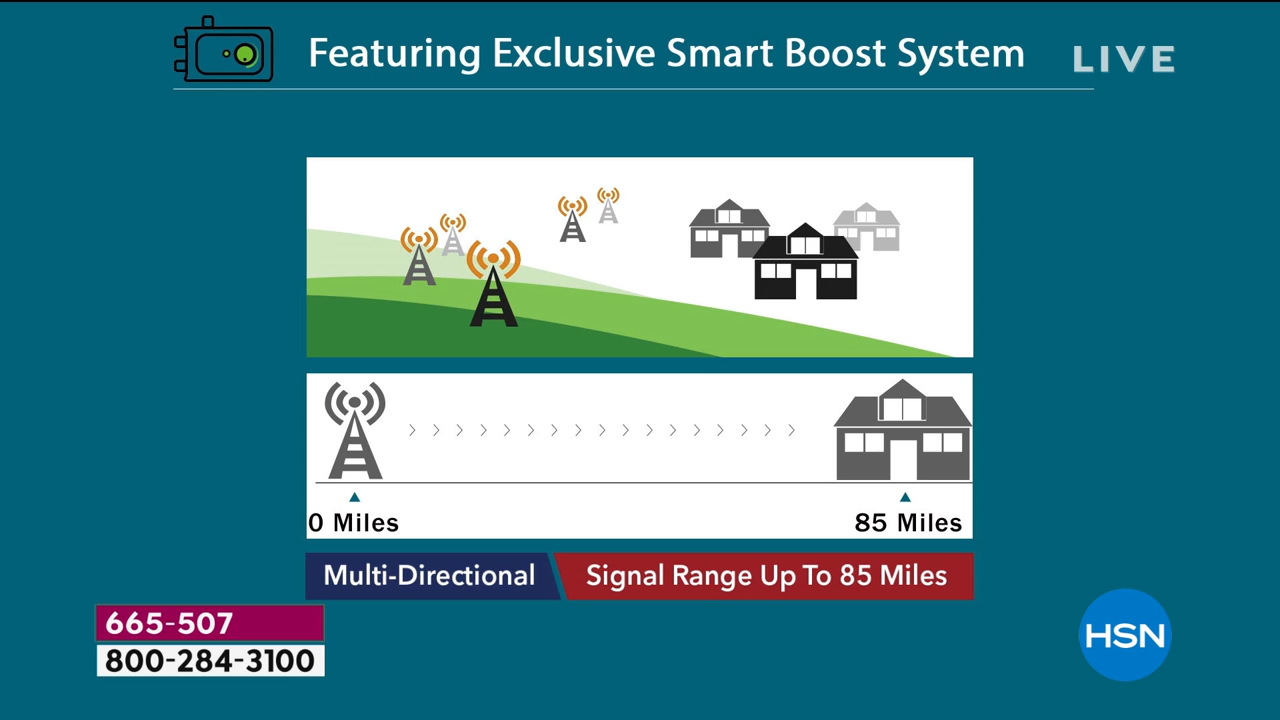 Featuring Exclusive Smart Boost System
LIVE
0 Miles
85 Miles
Multi-Directional
Signal Range Up To 85 Miles
665-507
800-284-3100
HSN